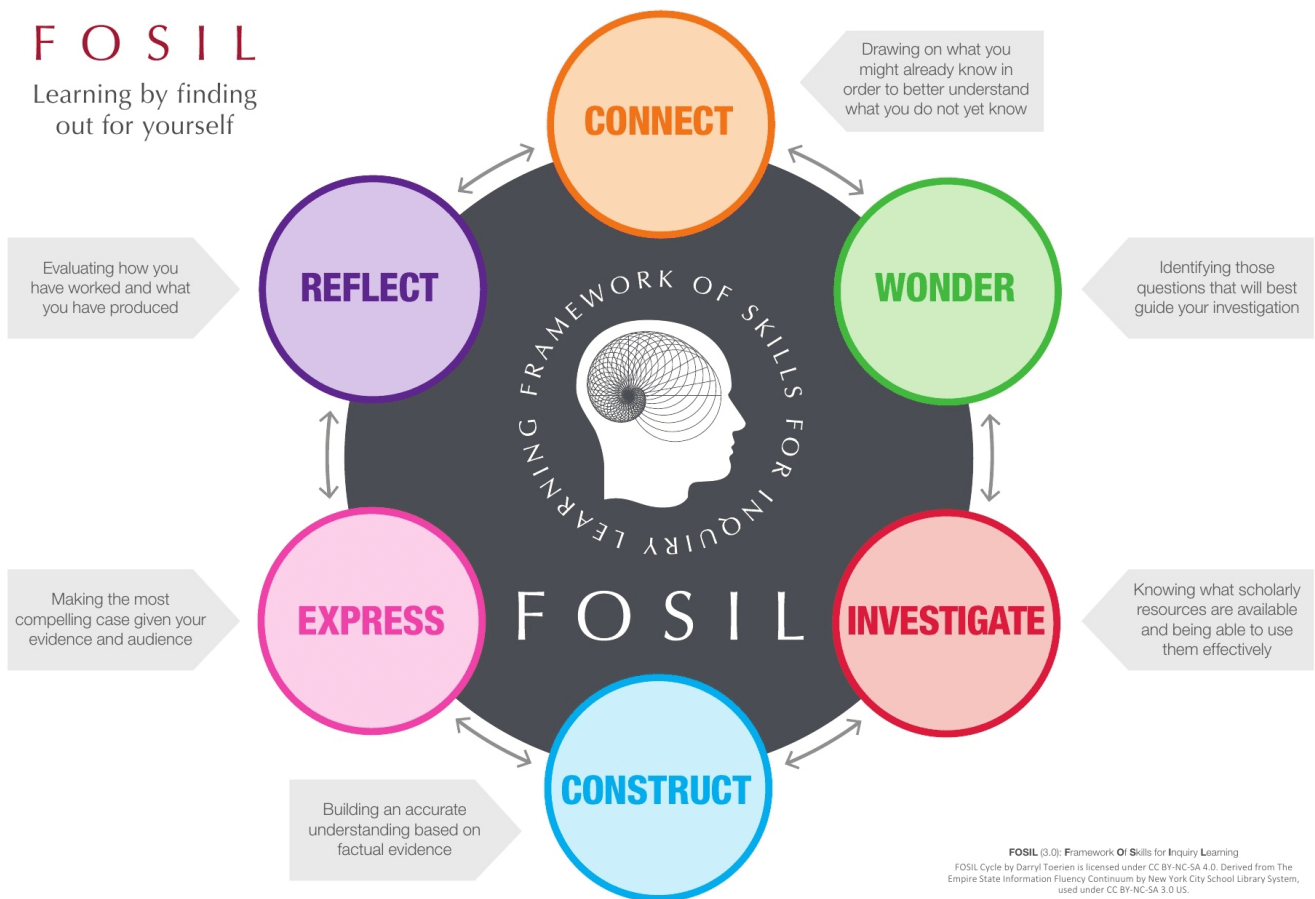 FOSIL
Learning by finding
out for yourself
CONNECT
Drawing on what you
might already know in
order to better understand
what you do not yet know
WONDER
Identifying those
questions that will best
guide your investigation
INVESTIGATE
Knowing what scholarly
resources are available
and being able to use
them effectively
CONSTRUCT
Building an accurate
understanding based on
factual evidence
EXPRESS
Making the most
compelling case given your
evidence and audience
REFLECT
Evaluating how you
have worked and what
you have produced
FRAMEWORK OF SKILLS FOR INQUIRY LEARNING
FOSIL
FOSIL (3.0): Framework Of Skills for Inquiry Learning
FOSIL Cycle by Darryl Toerien is licensed under CC BY-NC-SA 4.0. Derived from The
Empire State Information Fluency Continuum by New York City School Library System,
used under CC BY-NC-SA 3.0 US.